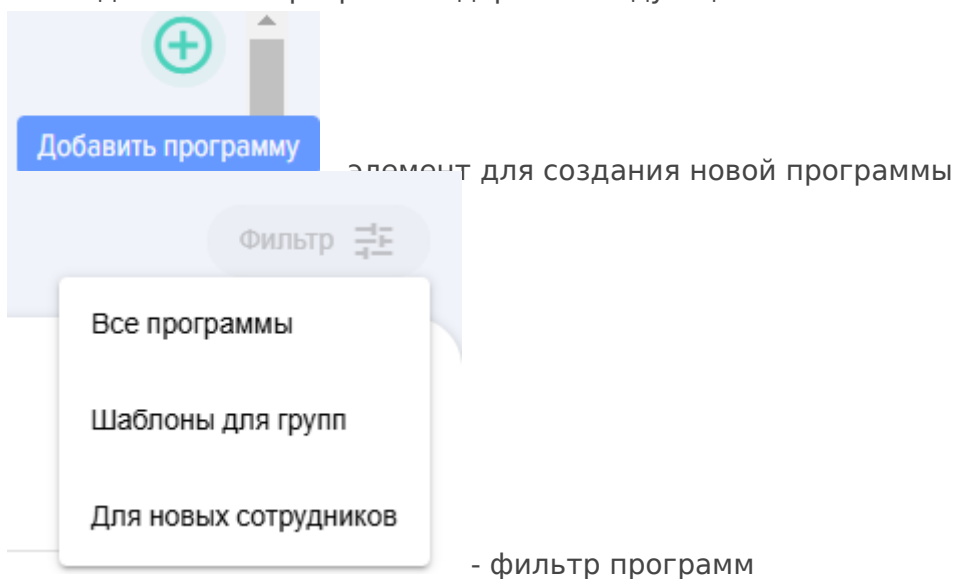 Добавить программу
элемент для создания новой программы
Фильтр
Все программы
Шаблоны для групп
Для новых сотрудников
- фильтр программ